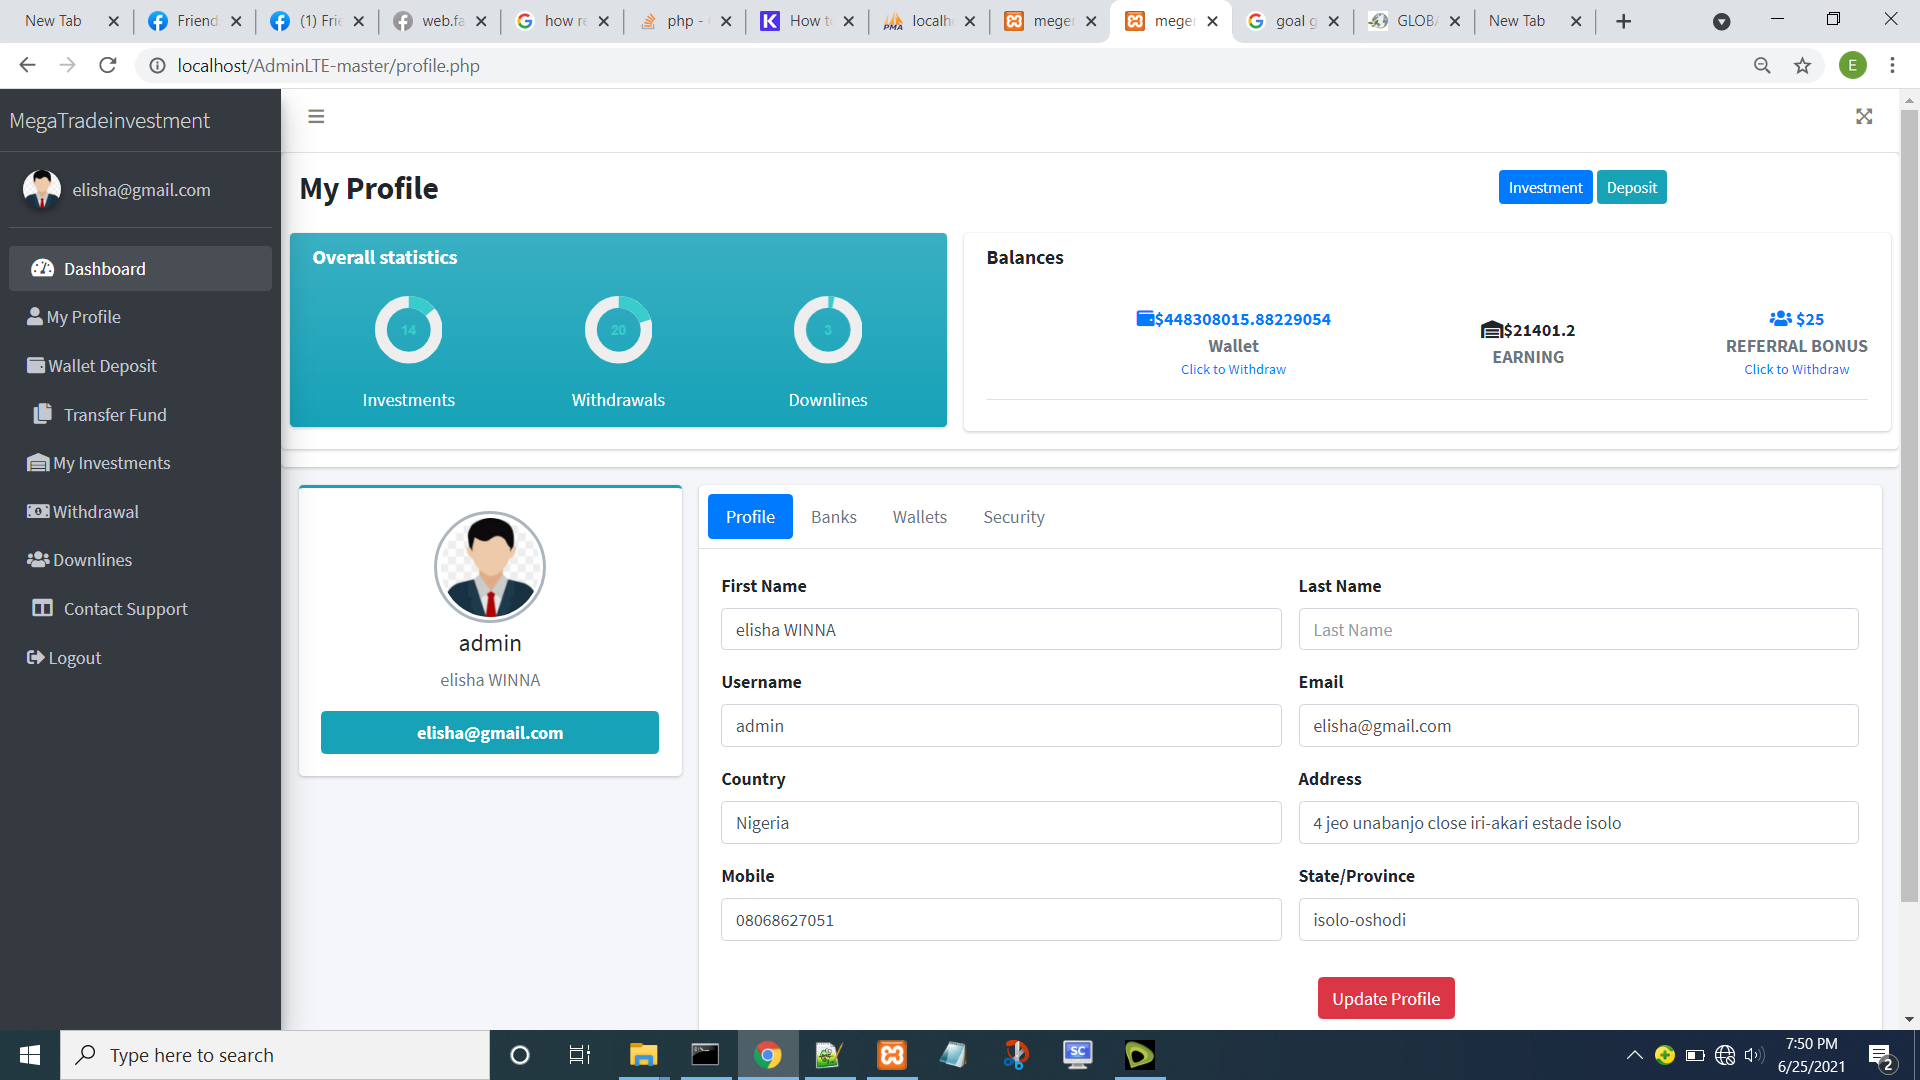 New Tab
Friend
(1) Frie
web.fa
how re
php -
How to
localh
meger
meger
goal g
GLOBA
New Tab
localhost/AdminLTE-master/profile.php
E
MegaTradeinvestment
elisha@gmail.com
Dashboard
My Profile
Wallet Deposit
Transfer Fund
My Investments
Withdrawal
Downlines
Contact Support
Logout
My Profile
Investment
Deposit
Overall statistics
14
20
3
Investments
Withdrawals
Downlines
Balances
$448308015.88229054
Wallet
Click to Withdraw
$21401.2
EARNING
$25
REFERRAL BONUS
Click to Withdraw
admin
elisha WINNA
elisha@gmail.com
Profile
Banks
Wallets
Security
First Name
Last Name
elisha WINNA
Last Name
Username
Email
admin
elisha@gmail.com
Country
Address
Nigeria
4 jeo unabanjo close iri-akari estade isolo
Mobile
State/Province
08068627051
isolo-oshodi
Update Profile
Type here to search
SC
7:50 PM
6/25/2021
2